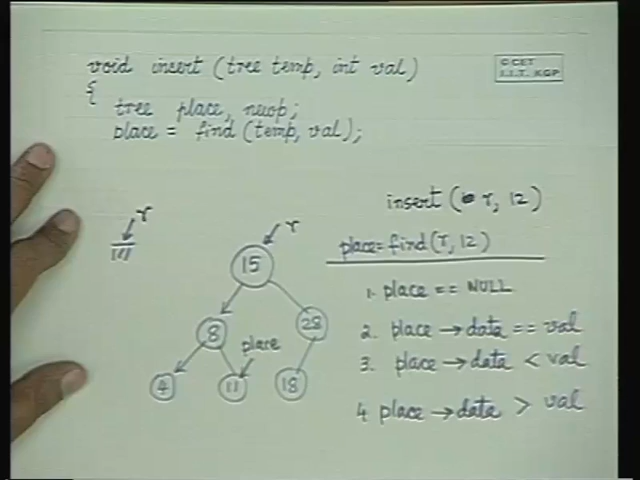 void insert (tree temp, int val)
© CET
I.I.T. KGP
{
tree place, newp;
place = find (temp, val);
insert (r, 12)
r
r
place=find(r, 12)
15
1. place == NULL
8
28
place
2. place → data == val
3. place → data < val
4
11
18
4 place → data > val